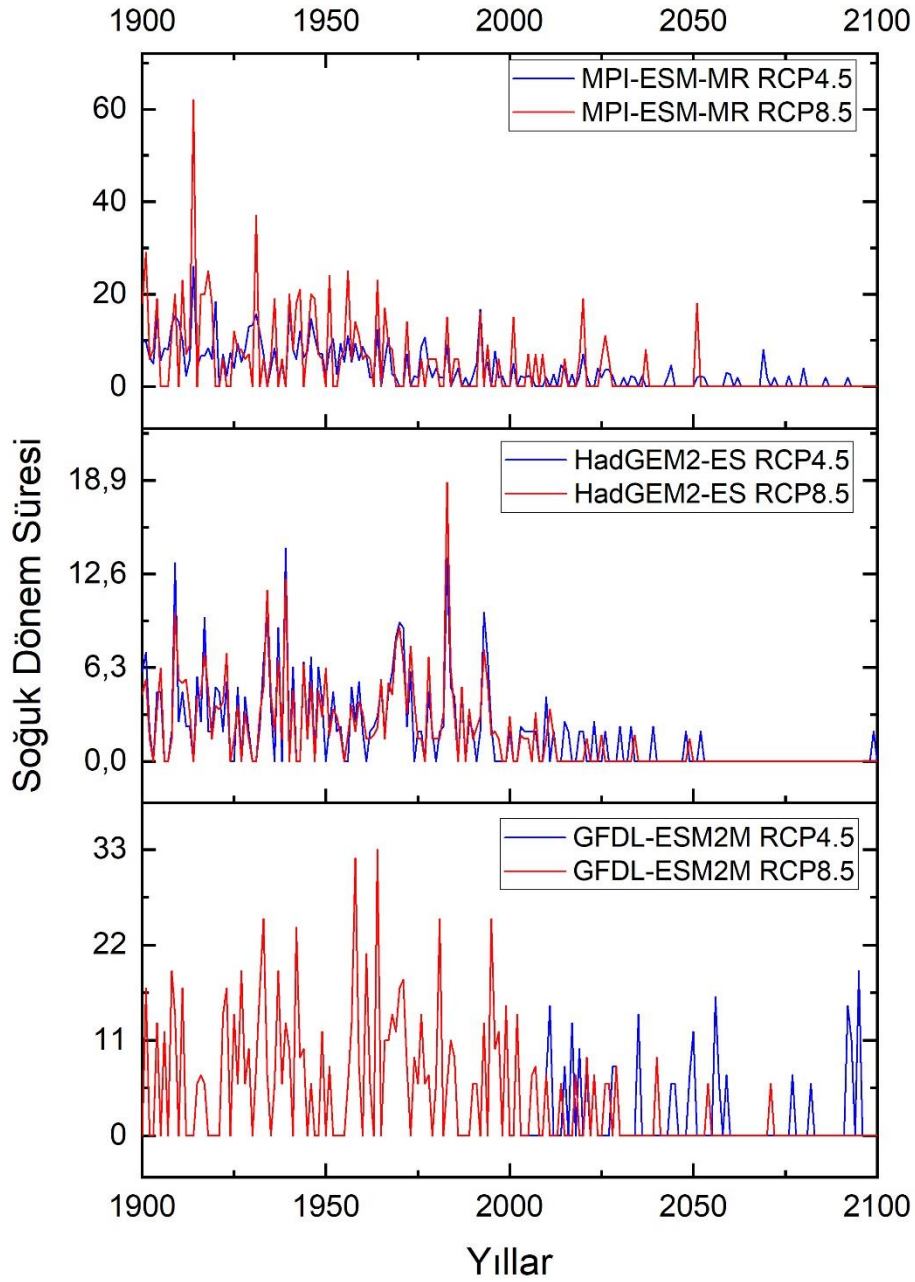 1900 1950 2000 2050 2100
MPI-ESM-MR RCP4.5
MPI-ESM-MR RCP8.5
60
40
20
0
HadGEM2-ES RCP4.5
HadGEM2-ES RCP8.5
18,9
12,6
6,3
0,0
Soğuk Dönem Süresi
GFDL-ESM2M RCP4.5
GFDL-ESM2M RCP8.5
33
22
11
0
1900 1950 2000 2050 2100
Yıllar